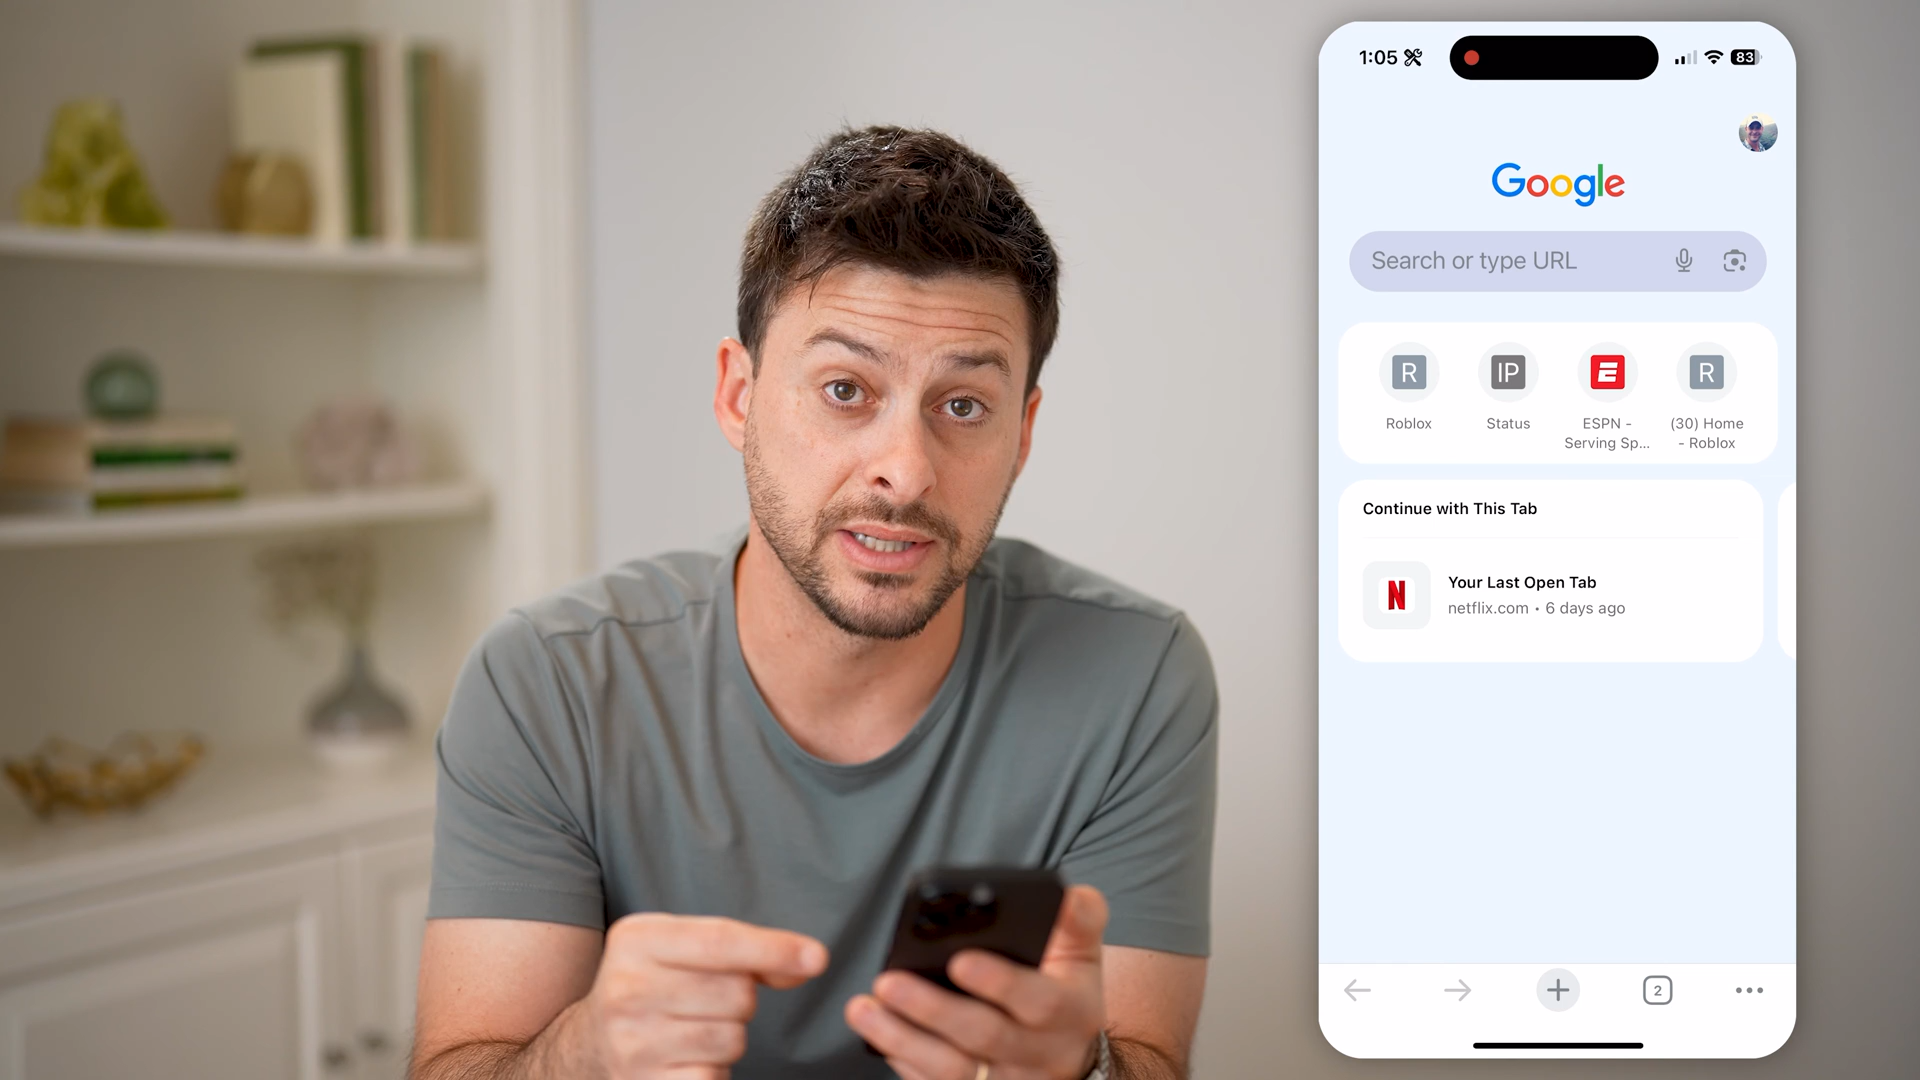 1:05
83
Google
Search or type URL
R
IP
E
R
Roblox
Status
ESPN -
Serving Sp...
(30) Home
- Roblox
Continue with This Tab
N
Your Last Open Tab
netflix.com • 6 days ago
2